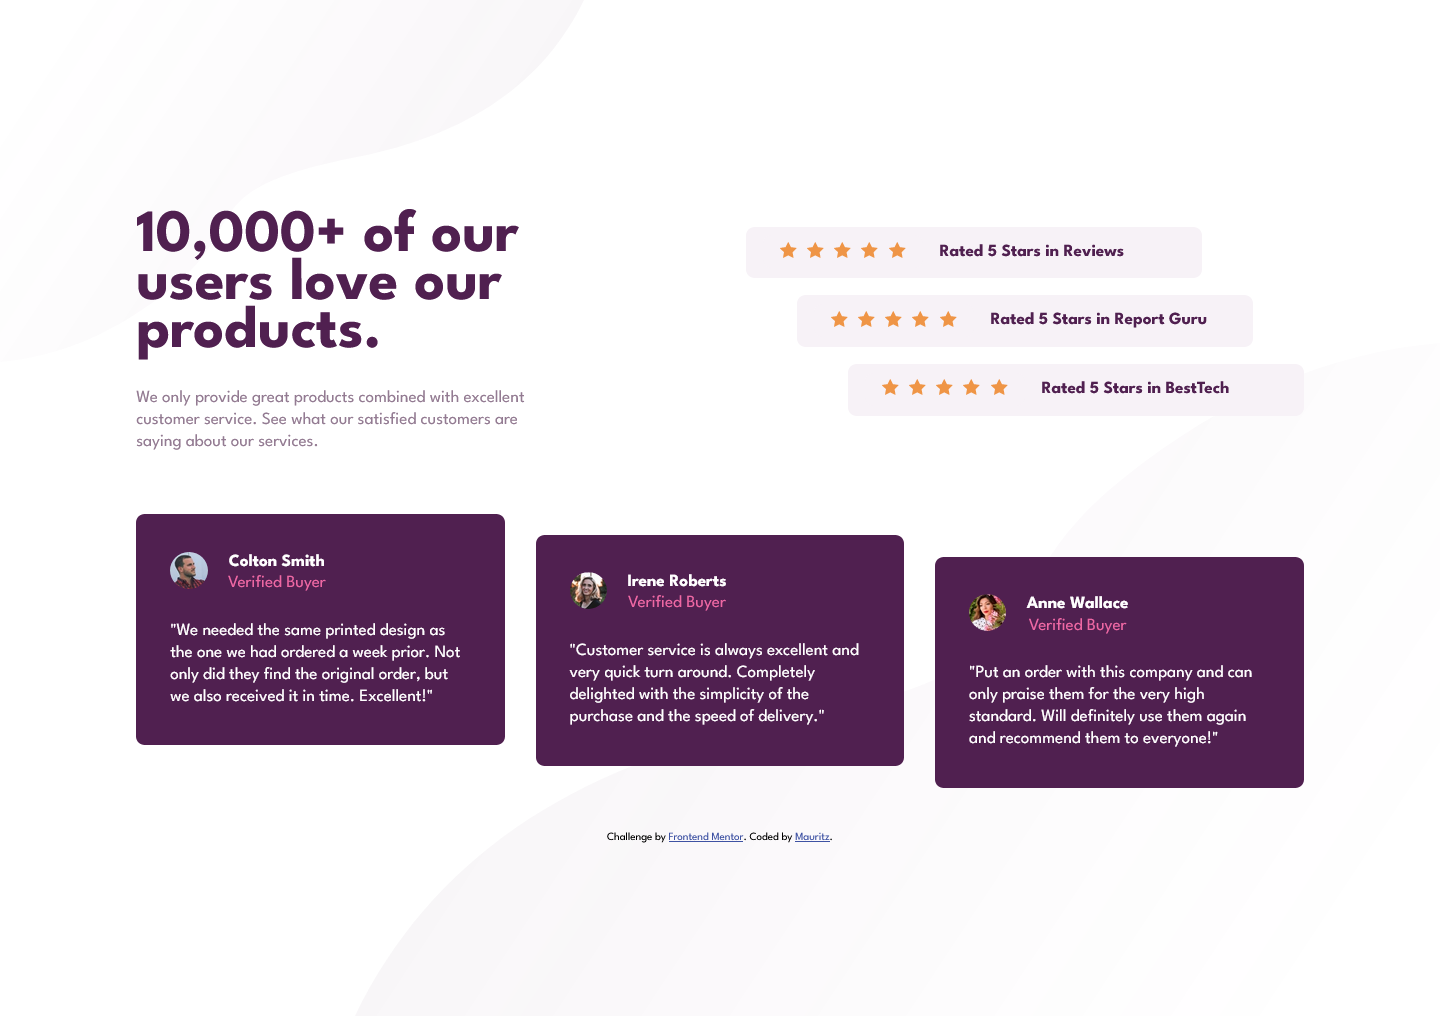 10,000+ of our
users love our
products.
We only provide great products combined with excellent
customer service. See what our satisfied customers are
saying about our services.
Rated 5 Stars in Reviews
Rated 5 Stars in Report Guru
Rated 5 Stars in BestTech
Colton Smith
Verified Buyer
"We needed the same printed design as
the one we had ordered a week prior. Not
only did they find the original order, but
we also received it in time. Excellent!"
Irene Roberts
Verified Buyer
"Customer service is always excellent and
very quick turn around. Completely
delighted with the simplicity of the
purchase and the speed of delivery."
Anne Wallace
Verified Buyer
"Put an order with this company and can
only praise them for the very high
standard. Will definitely use them again
and recommend them to everyone!"
Challenge by Frontend Mentor. Coded by Mauritz.